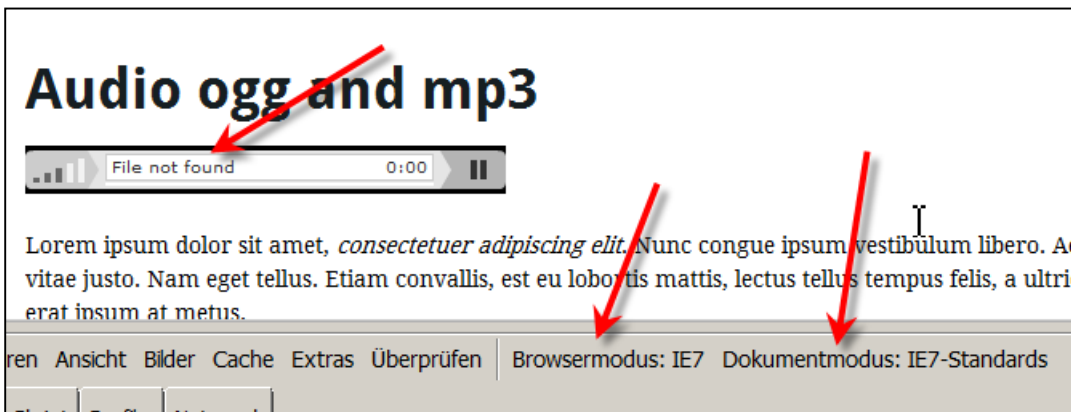 Audio ogg and mp3
File not found 0:00
Lorem ipsum dolor sit amet, consectetuer adipiscing elit. Nunc congue ipsum vestibulum libero.
vitae justo. Nam eget tellus. Etiam convallis, est eu lobortis mattis, lectus tellus tempus felis, a
erat ipsum at metus.
Ansicht Bilder Cache Extras Überprüfen Browsermodus: IE7 Dokumentmodus: IE7-Standards